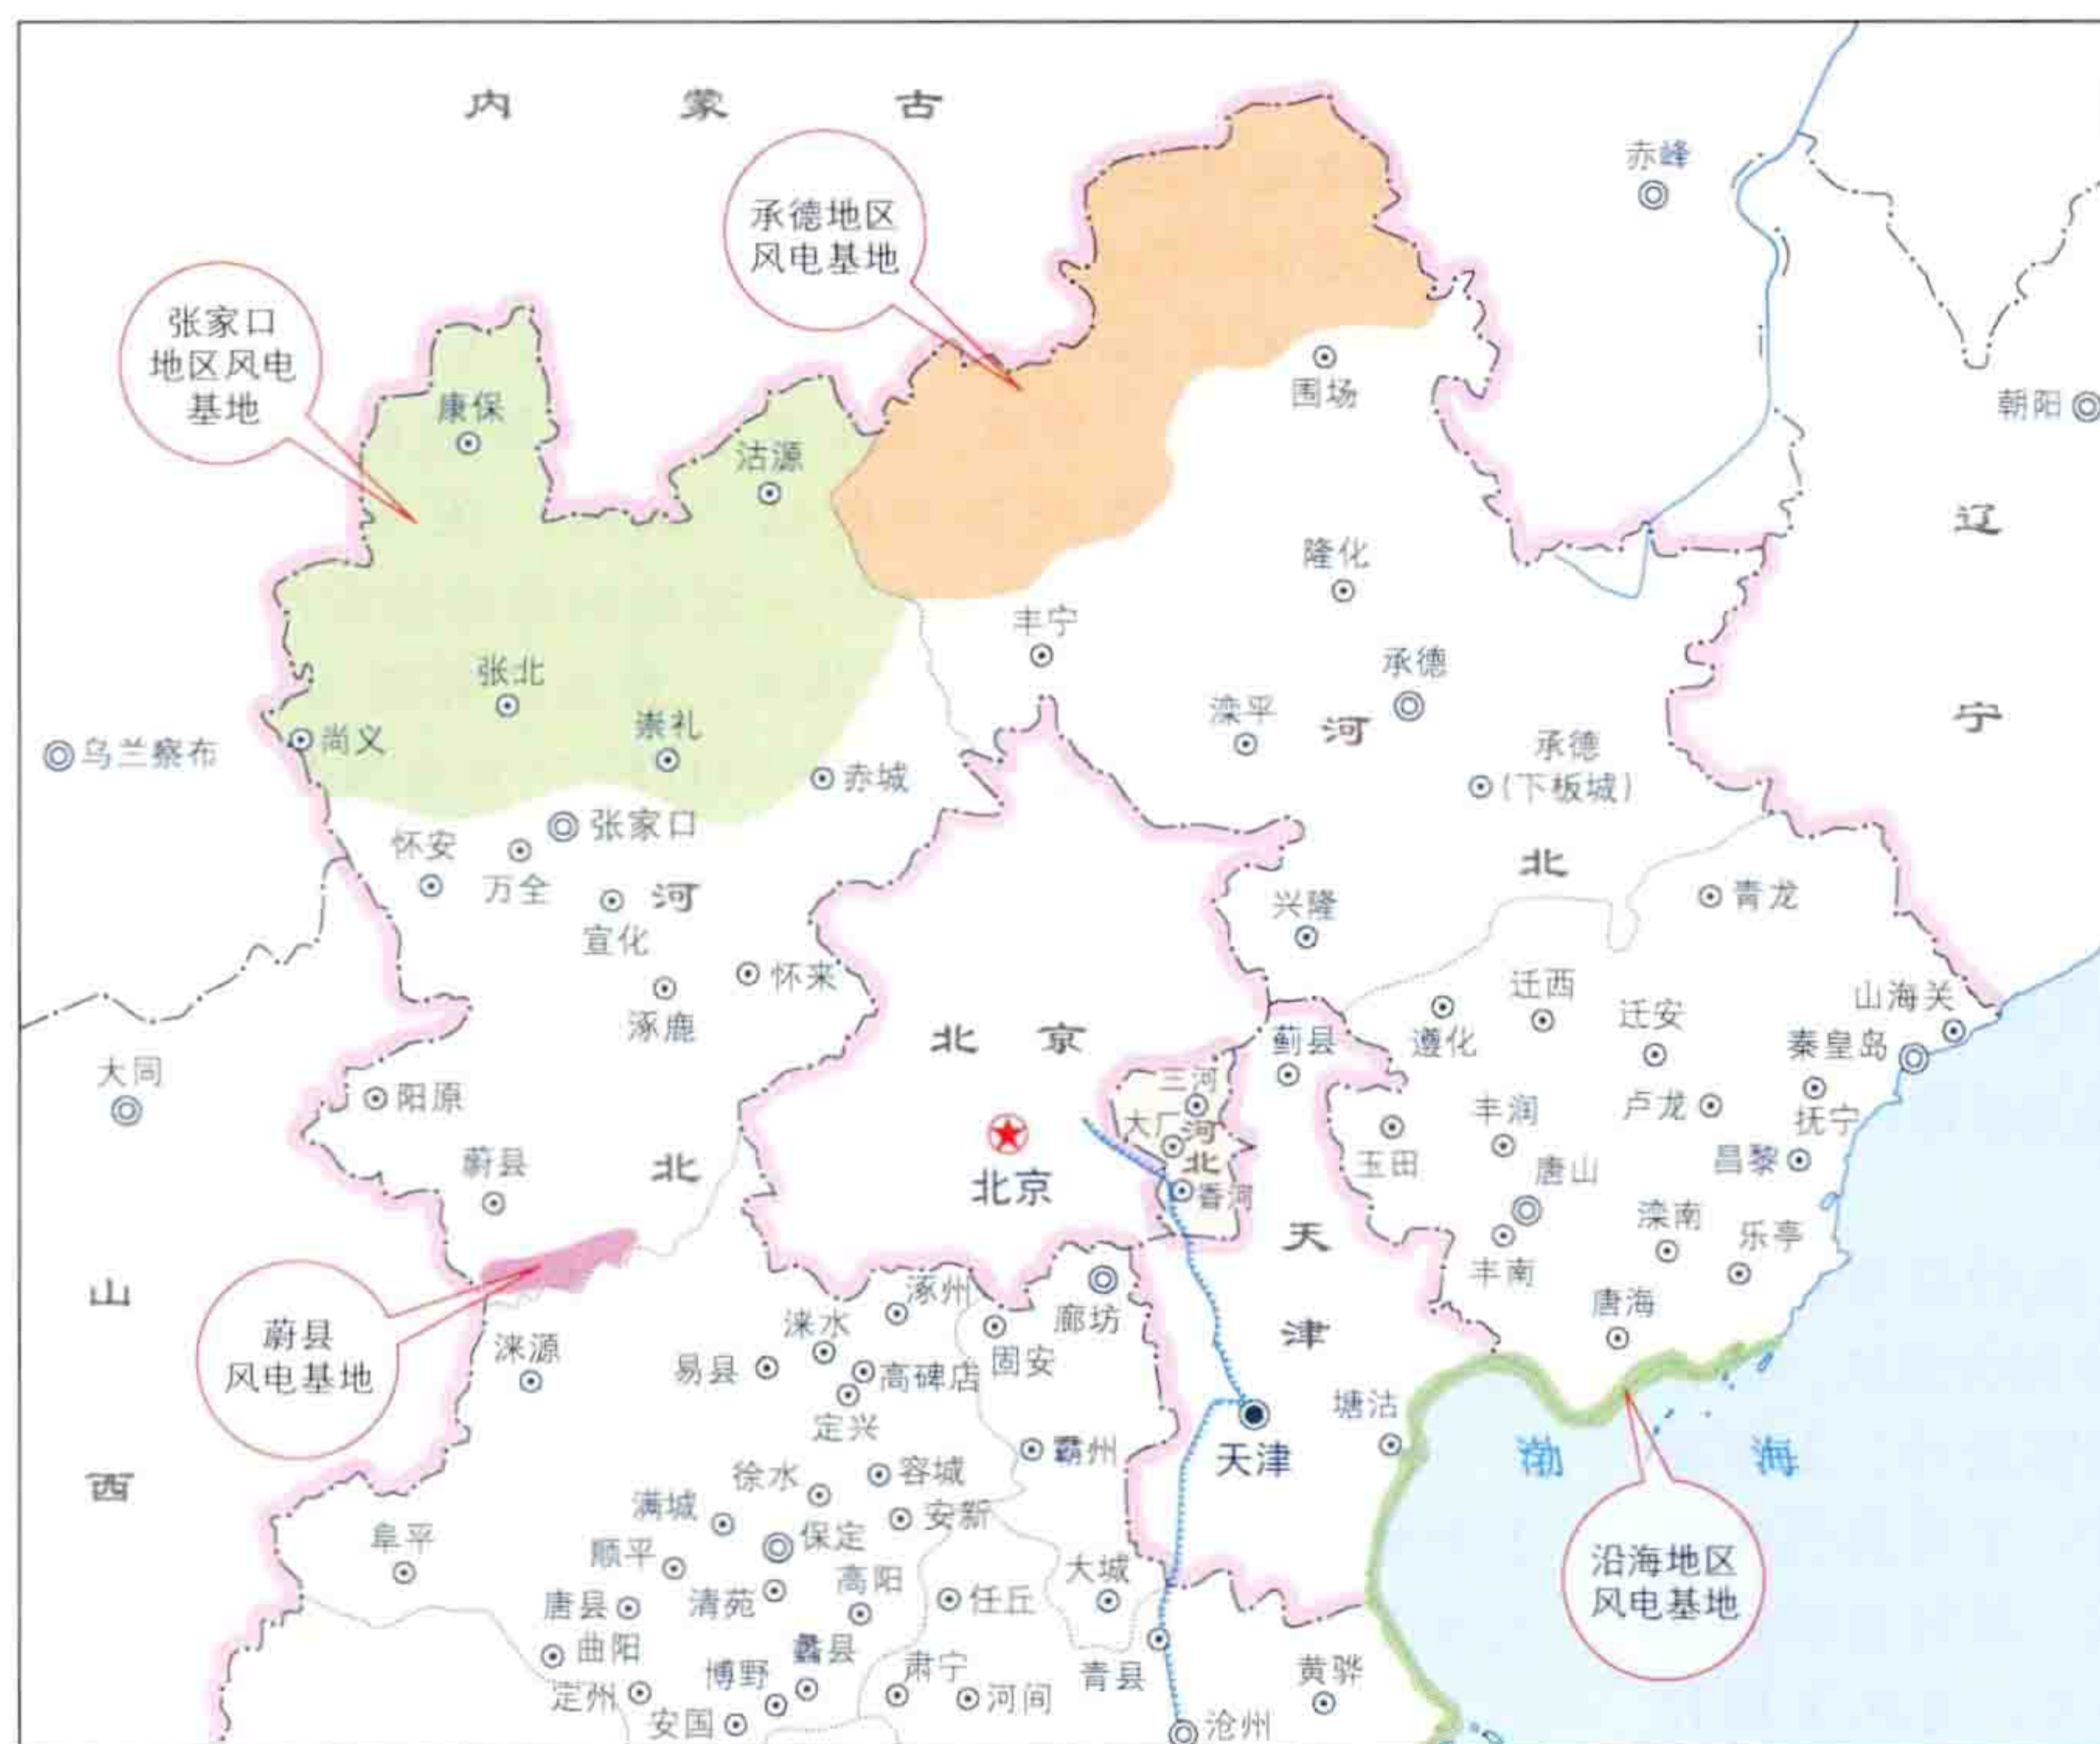 内 蒙 古
赤峰
承德地区
风电基地
张家口
地区风电
基地
康保
沽源
围场
朝阳
辽
宁
隆化
丰宁
张北
承德
崇礼
滦平
河
尚义
乌兰察布
承德
(下板城)
赤城
张家口
怀安
万全
北
河
青龙
兴隆
宣化
怀来
迁西
山海关
迁安
涿鹿
北 京
蓟县
遵化
秦皇岛
大同
三河
阳原
丰润
卢龙
抚宁
大厂
河
蔚县
北
北京
北
香河
玉田
唐山
昌黎
滦南
乐亭
天
山
丰南
涿州
唐海
廊坊
涞水
津
蔚县
风电基地
涞源
易县
高碑店
固安
塘沽
定兴
霸州
天津
渤 海
西
徐水
容城
满城
安新
阜平
顺平
保定
大城
高阳
沿海地区
风电基地
唐县
清苑
任丘
曲阳
蠡县
博野
肃宁
青县
黄骅
定州
安国
河间
沧州